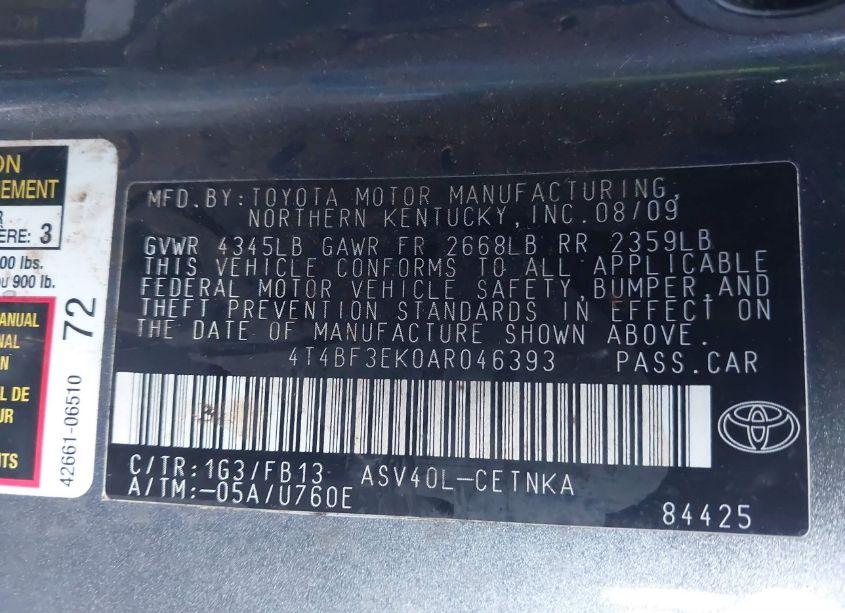 ON
EMENT
R
ÈRE: 3
00 lbs.
u 900 lb.
ANUAL
NAL
ON
L DE
OUR
NTS
42661-06510
72
MFD.BY:TOYOTA MOTOR MANUFACTURING,
NORTHERN KENTUCKY,INC.08/09
GVWR 4345LB GAWR FR 2668LB RR 2359LB
THIS VEHICLE CONFORMS TO ALL APPLICABLE
FEDERAL MOTOR VEHICLE SAFETY,BUMPER,AND
THEFT PREVENTION STANDARDS IN EFFECT ON
THE DATE OF MANUFACTURE SHOWN ABOVE.
4T4BF3EK0AR046393 PASS.CAR
C/TR:1G3/FB13 ASV40L-CETNKA
A/TM:-05A/U760E
84425